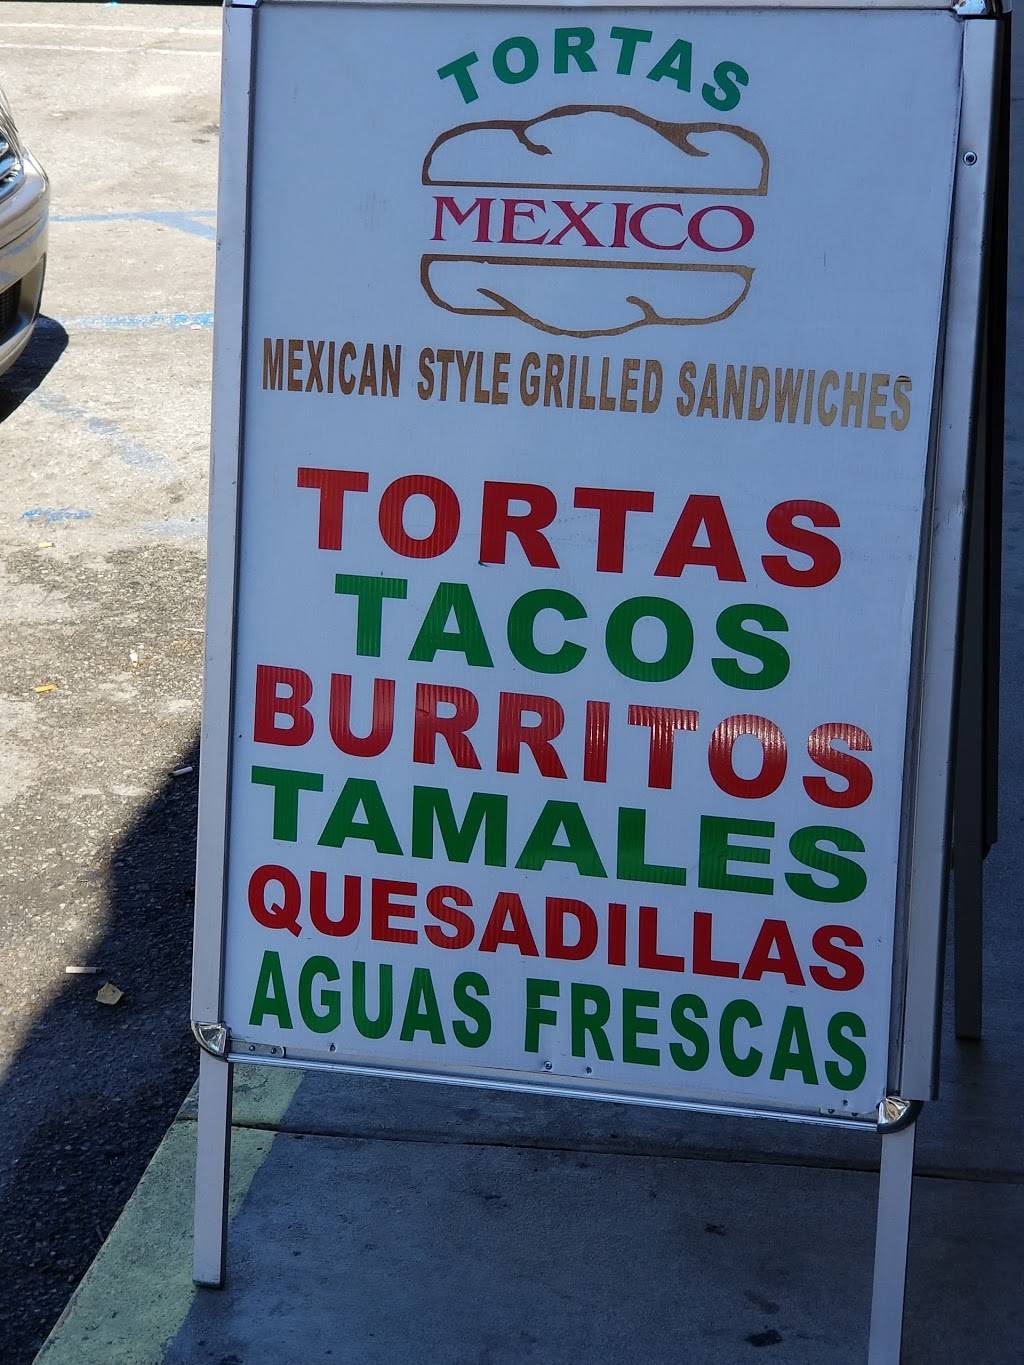 TORTAS
MEXICO
MEXICAN STYLE GRILLED SANDWICHES
TORTAS
TACOS
BURRITOS
TAMALES
QUESADILLAS
AGUAS FRESCAS